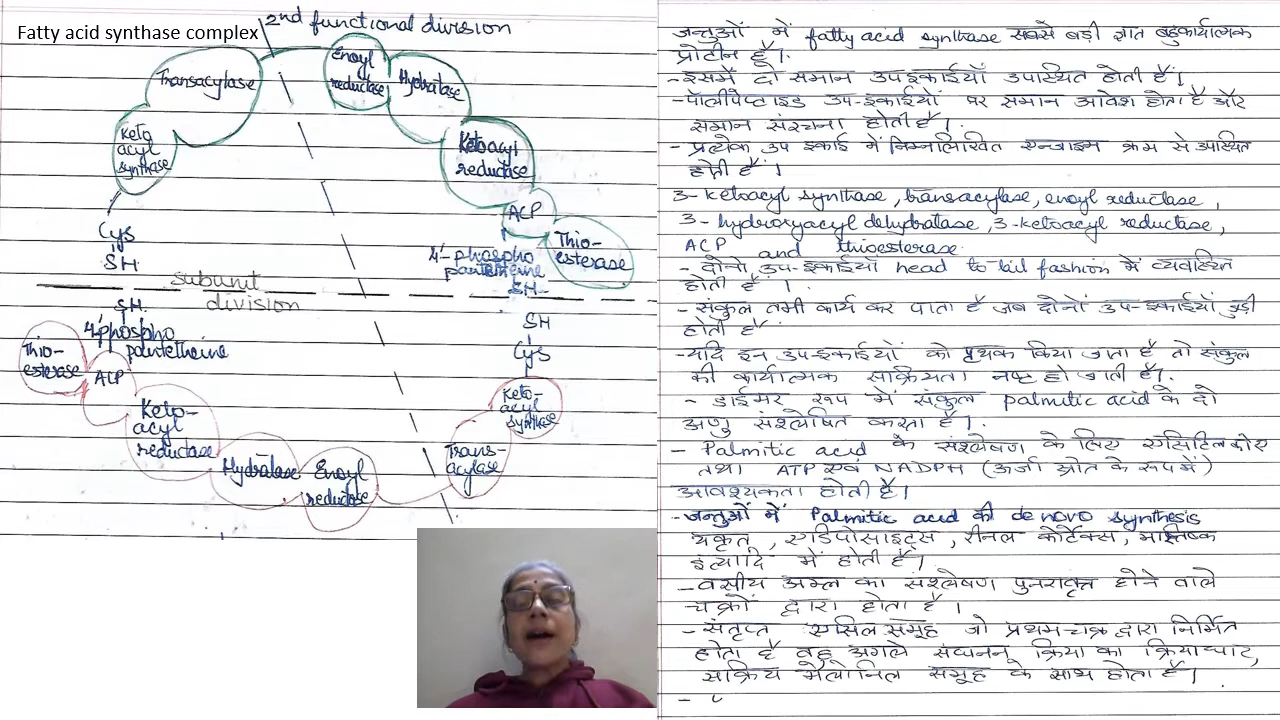 Fatty acid synthase complex
2nd functional division
Transacylase
Enoyl
reductase
Hydratase
Keto
acyl
synthase
Ketoacyl
reductase
ACP
Thio-
esterase
Cys
SH
4'-phospho
pantetheine
SH
subunit
division
SH
4'-phospho
pantetheine
Thio-
esterase
ACP
Keto-
acyl
reductase
Hydratase
Enoyl
reductase
Trans-
acylase
SH
Cys
Keto-
acyl
synthase
जन्तुओं में fatty acid synthase सबसे बड़ी ज्ञात बहुकार्यात्मक
प्रोटीन है।
- इसमें दो समान उपइकाईयाँ उपस्थित होती हैं।
- पॉलीपेप्टाइड उप-इकाईयों पर समान आवेश होता है और
समान संरचना होती है।
- प्रत्येक उप इकाई में निम्नलिखित एन्जाइम क्रम से उपस्थित
होती है।
3-Ketoacyl synthase, transacylase, enoyl reductase,
3-hydroxyacyl dehydratase, 3-ketoacyl reductase,
ACP and thioesterase.
- दोनों उप-इकाईयाँ head to tail fashion में व्यवस्थित
होती हैं।
- संकुल तभी कार्य कर पाता है जब दोनों उप-इकाईयाँ जुड़ी
होती हैं
- यदि इन उपइकाईयों को पृथक किया जाता है तो संकुल
की कार्यात्मक सक्रियता नष्ट हो जाती है।
- डाईमर रूप में संकुल palmitic acid के दो
अणु संश्लेषित करता है।
- Palmitic acid के संश्लेषण के लिए एसिटिलकोए
तथा ATP एवं NADPH (ऊर्जा स्रोत के रूप में)
आवश्यकता होती है।
- जन्तुओं में Palmitic acid की de novo synthesis
यकृत, एडिपोसाइट्स, रीनल कोर्टेक्स, मस्तिष्क
इत्यादि में होती है।
- वसीय अम्ल का संश्लेषण पुनरावृत्त होने वाले
चक्रों द्वारा होता है।
- संतृप्त एसिल समूह जो प्रथम चक्र द्वारा निर्मित
होता है वह अगले संघनन क्रिया का क्रियाधार,
सक्रिय मेलोनिल समूह के साथ होता है।